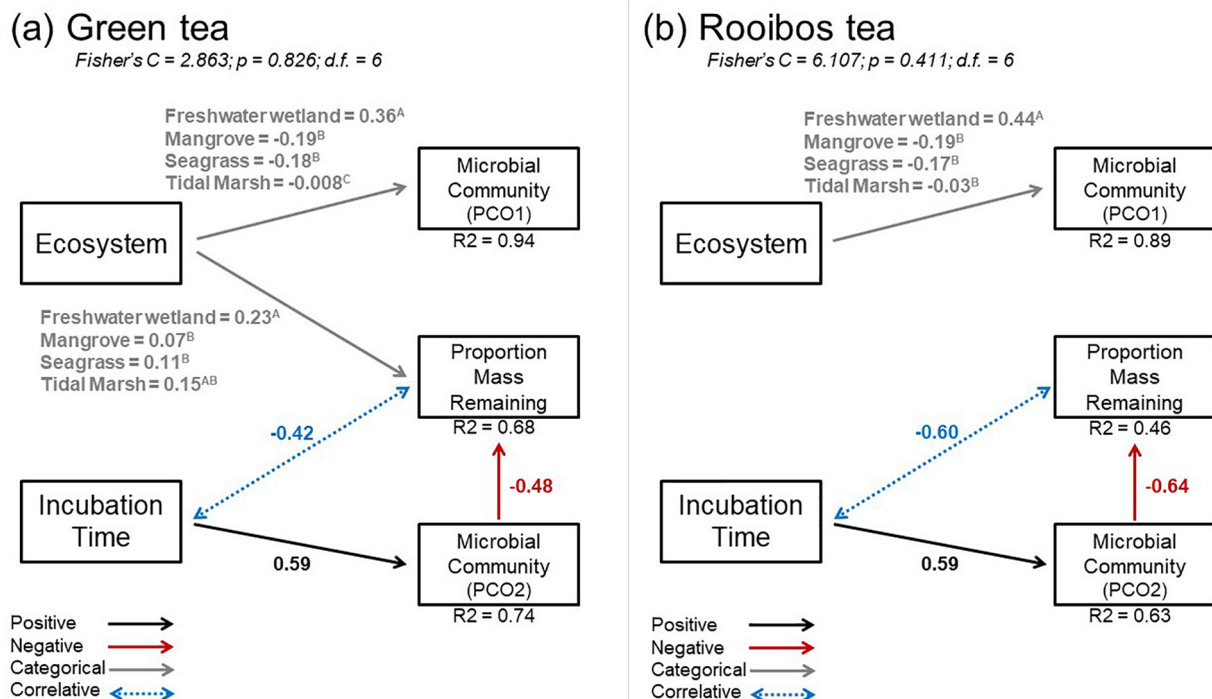 (a) Green tea
Fisher's C = 2.863; p = 0.826; d.f. = 6
Freshwater wetland = 0.36ᴬ
Mangrove = -0.19ᴮ
Seagrass = -0.18ᴮ
Tidal Marsh = -0.008ᶜ
Microbial
Community
(PCO1)
R2 = 0.94
Ecosystem
Freshwater wetland = 0.23ᴬ
Mangrove = 0.07ᴮ
Seagrass = 0.11ᴮ
Tidal Marsh = 0.15ᴬᴮ
Proportion
Mass
Remaining
R2 = 0.68
-0.42
-0.48
Incubation
Time
0.59
Microbial
Community
(PCO2)
R2 = 0.74
Positive
Negative
Categorical
Correlative
(b) Rooibos tea
Fisher's C = 6.107; p = 0.411; d.f. = 6
Freshwater wetland = 0.44ᴬ
Mangrove = -0.19ᴮ
Seagrass = -0.17ᴮ
Tidal Marsh = -0.03ᴮ
Microbial
Community
(PCO1)
R2 = 0.89
Ecosystem
Proportion
Mass
Remaining
R2 = 0.46
-0.60
-0.64
Incubation
Time
0.59
Microbial
Community
(PCO2)
R2 = 0.63
Positive
Negative
Categorical
Correlative